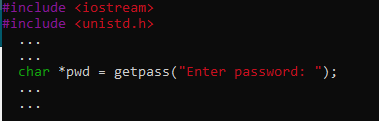 #include <iostream>
#include <unistd.h>
...
...
char *pwd = getpass("Enter password: ");
...
...